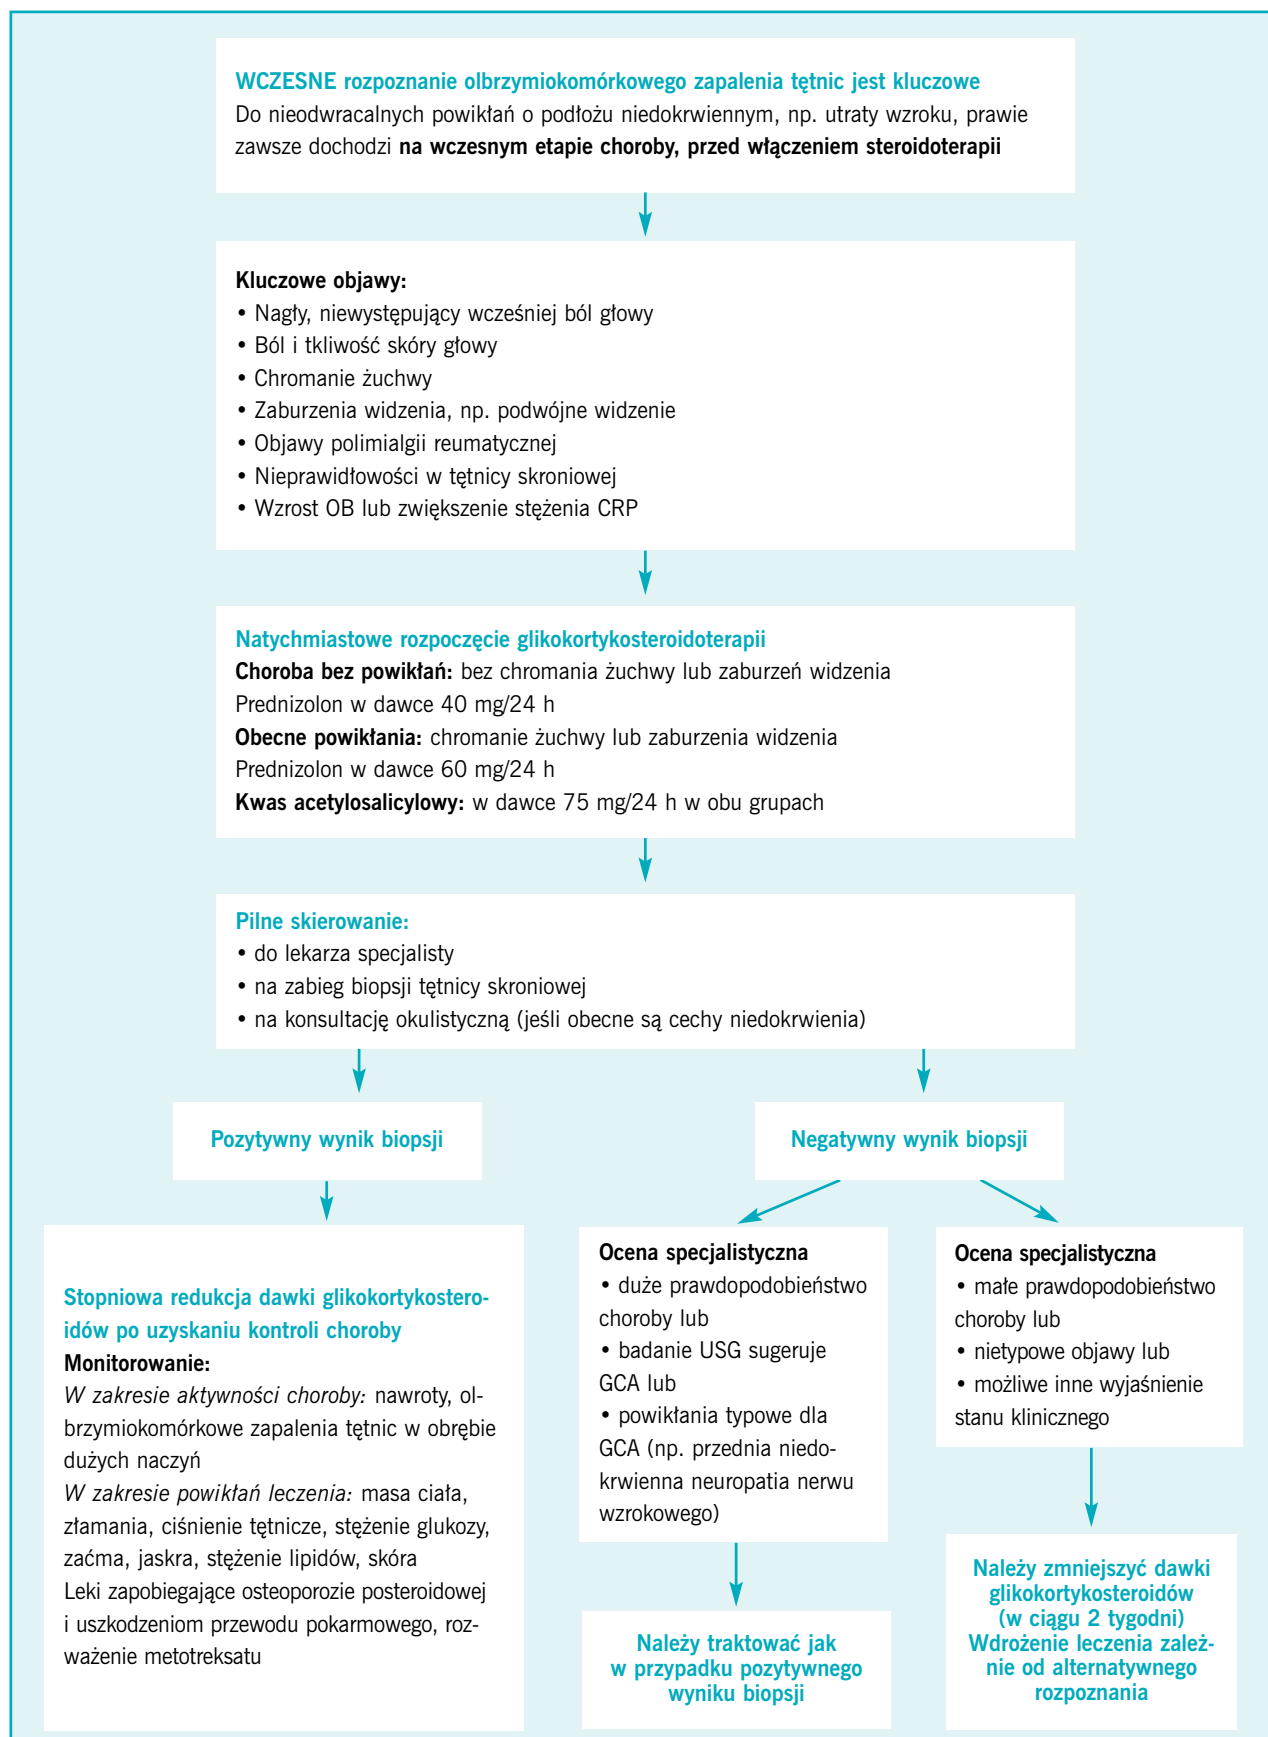 WCZESNE rozpoznanie olbrzymiokomórkowego zapalenia tętnic jest kluczowe
Do nieodwracalnych powikłań o podłożu niedokrwiennym, np. utraty wzroku, prawie
zawsze dochodzi na wczesnym etapie choroby, przed włączeniem steroidoterapii
Kluczowe objawy:
• Nagły, niewystępujący wcześniej ból głowy
• Ból i tkliwość skóry głowy
• Chromanie żuchwy
• Zaburzenia widzenia, np. podwójne widzenie
• Objawy polimialgii reumatycznej
• Nieprawidłowości w tętnicy skroniowej
• Wzrost OB lub zwiększenie stężenia CRP
Natychmiastowe rozpoczęcie glikokortykosteroidoterapii
Choroba bez powikłań: bez chromania żuchwy lub zaburzeń widzenia
Prednizolon w dawce 40 mg/24 h
Obecne powikłania: chromanie żuchwy lub zaburzenia widzenia
Prednizolon w dawce 60 mg/24 h
Kwas acetylosalicylowy: w dawce 75 mg/24 h w obu grupach
Pilne skierowanie:
• do lekarza specjalisty
• na zabieg biopsji tętnicy skroniowej
• na konsultację okulistyczną (jeśli obecne są cechy niedokrwienia)
Pozytywny wynik biopsji
Negatywny wynik biopsji
Stopniowa redukcja dawki glikokortykostero-
idów po uzyskaniu kontroli choroby
Monitorowanie:
W zakresie aktywności choroby: nawroty, ol-
brzymiokomórkowe zapalenia tętnic w obrębie
dużych naczyń
W zakresie powikłań leczenia: masa ciała,
złamania, ciśnienie tętnicze, stężenie glukozy,
zaćma, jaskra, stężenie lipidów, skóra
Leki zapobiegające osteoporozie posteroidowej
i uszkodzeniom przewodu pokarmowego, roz-
ważenie metotreksatu
Ocena specjalistyczna
• duże prawdopodobieństwo
choroby lub
• badanie USG sugeruje
GCA lub
• powikłania typowe dla
GCA (np. przednia niedo-
krwienna neuropatia nerwu
wzrokowego)
Należy traktować jak
w przypadku pozytywnego
wyniku biopsji
Ocena specjalistyczna
• małe prawdopodobieństwo
choroby lub
• nietypowe objawy lub
• możliwe inne wyjaśnienie
stanu klinicznego
Należy zmniejszyć dawki
glikokortykosteroidów
(w ciągu 2 tygodni)
Wdrożenie leczenia zależ-
nie od alternatywnego
rozpoznania